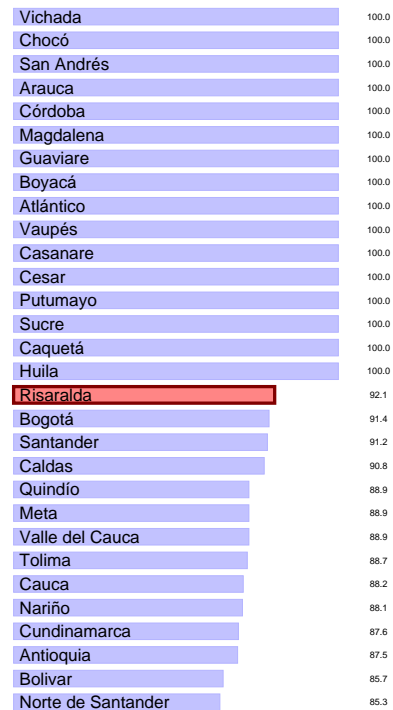 Vichada 100.0
Chocó 100.0
San Andrés 100.0
Arauca 100.0
Córdoba 100.0
Magdalena 100.0
Guaviare 100.0
Boyacá 100.0
Atlántico 100.0
Vaupés 100.0
Casanare 100.0
Cesar 100.0
Putumayo 100.0
Sucre 100.0
Caquetá 100.0
Huila 100.0
Risaralda 92.1
Bogotá 91.4
Santander 91.2
Caldas 90.8
Quindío 88.9
Meta 88.9
Valle del Cauca 88.9
Tolima 88.7
Cauca 88.2
Nariño 88.1
Cundinamarca 87.6
Antioquia 87.5
Bolivar 85.7
Norte de Santander 85.3